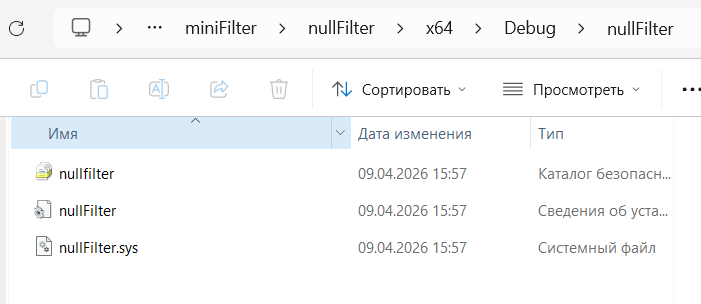 ... miniFilter > nullFilter > x64 > Debug > nullFilter
Сортировать Просмотреть ...
Имя Дата изменения Тип
nullfilter 09.04.2026 15:57 Каталог безопасн...
nullFilter 09.04.2026 15:57 Сведения об уста...
nullFilter.sys 09.04.2026 15:57 Системный файл